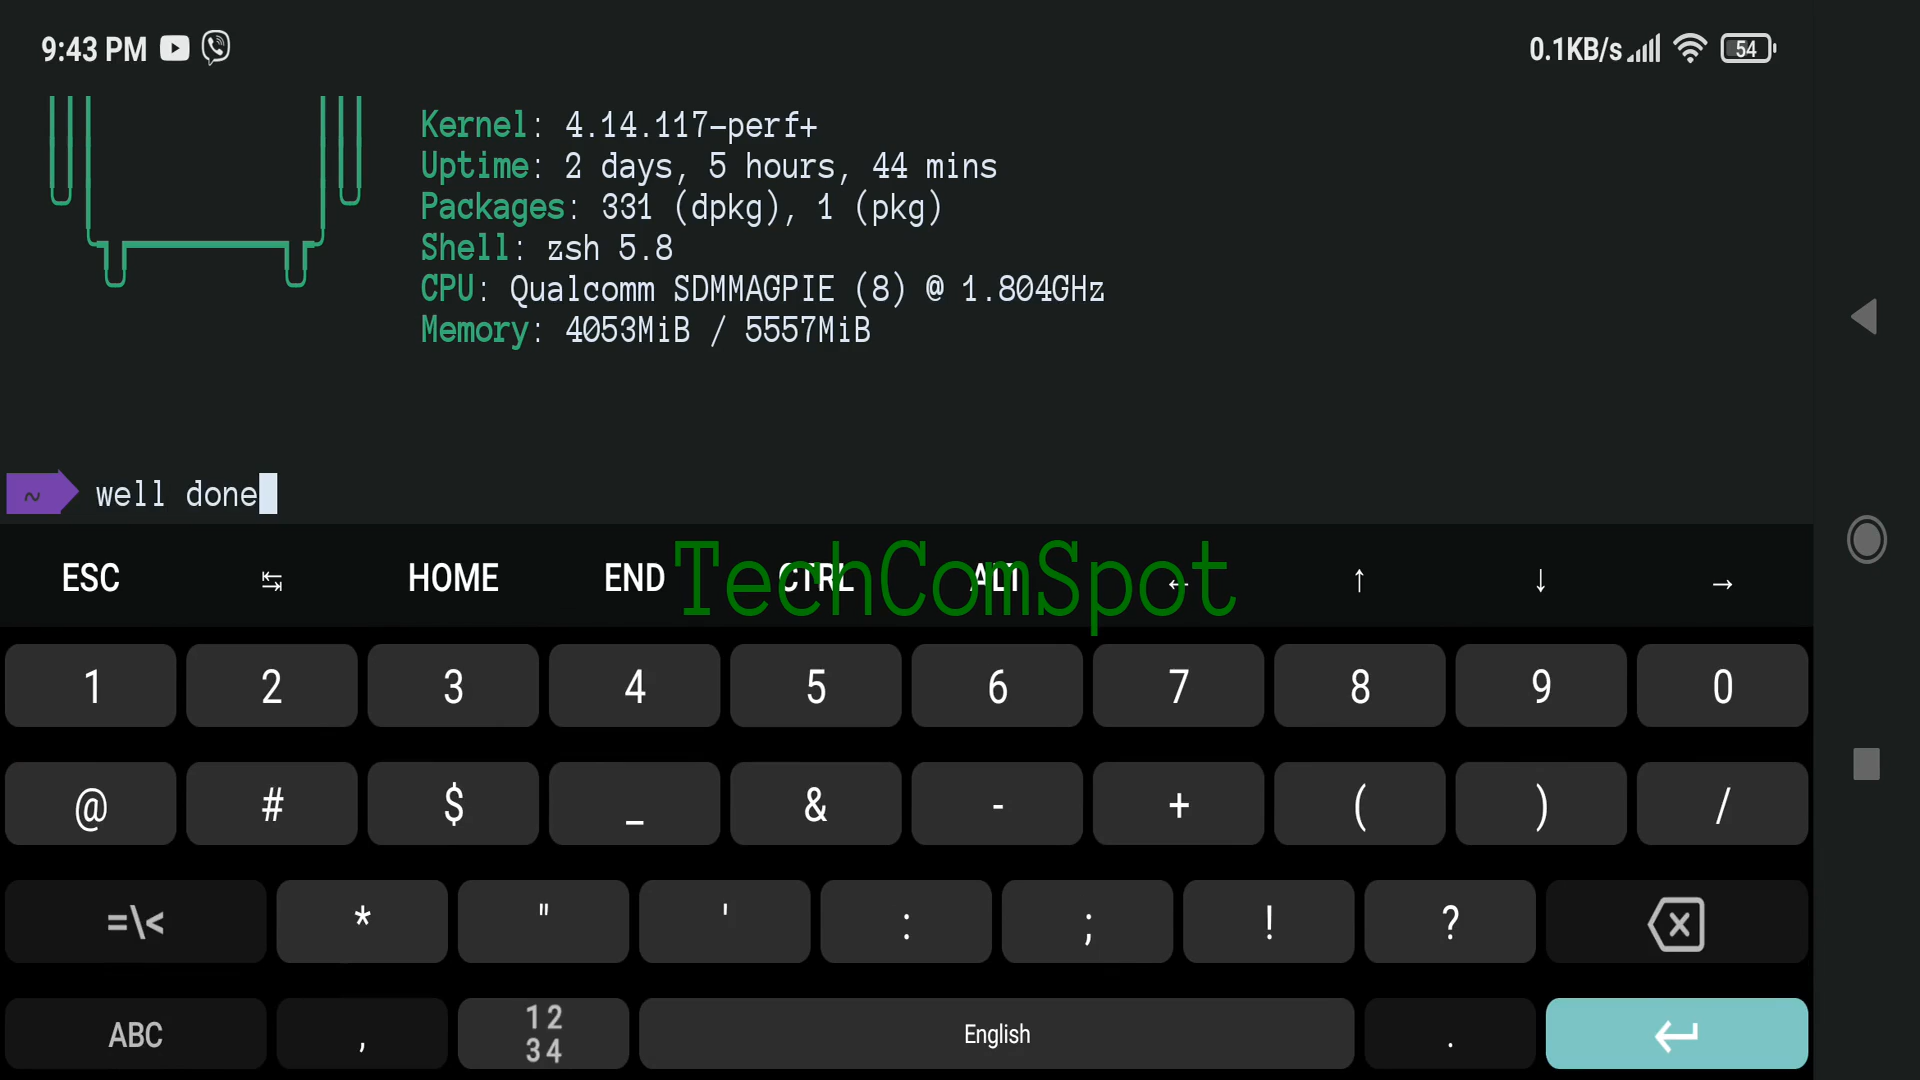 9:43 PM 0.1KB/s 54
Kernel: 4.14.117-perf+
Uptime: 2 days, 5 hours, 44 mins
Packages: 331 (dpkg), 1 (pkg)
Shell: zsh 5.8
CPU: Qualcomm SDMMAGPIE (8) @ 1.804GHz
Memory: 4053MiB / 5557MiB
~ well done
ESC ↹ HOME END CTRL ALT ← ↑ ↓ →
TechComSpot
1 2 3 4 5 6 7 8 9 0
@ # $ _ & - + ( ) /
=\< * " ' : ; ! ?
ABC , 12 34 English .